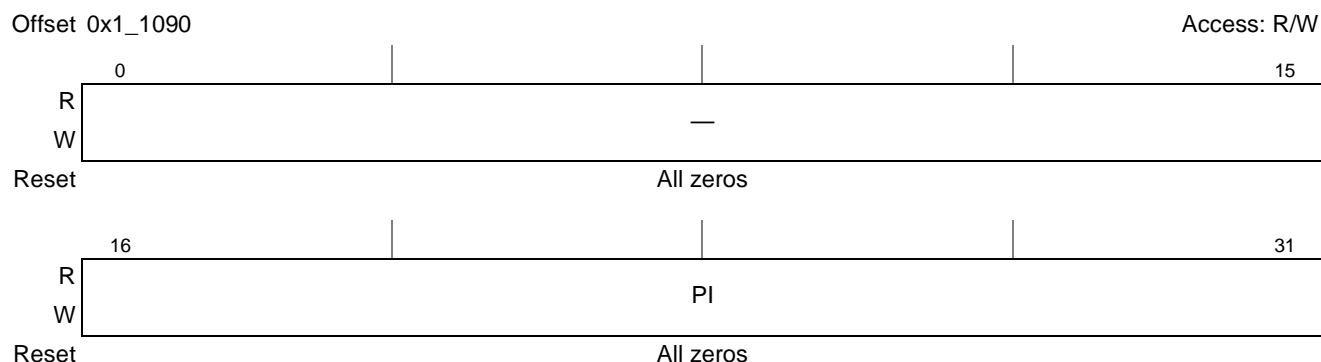 Offset 0x1_1090 Access: R/W
0 15
R
—
W
Reset All zeros
16 31
R
PI
W
Reset All zeros